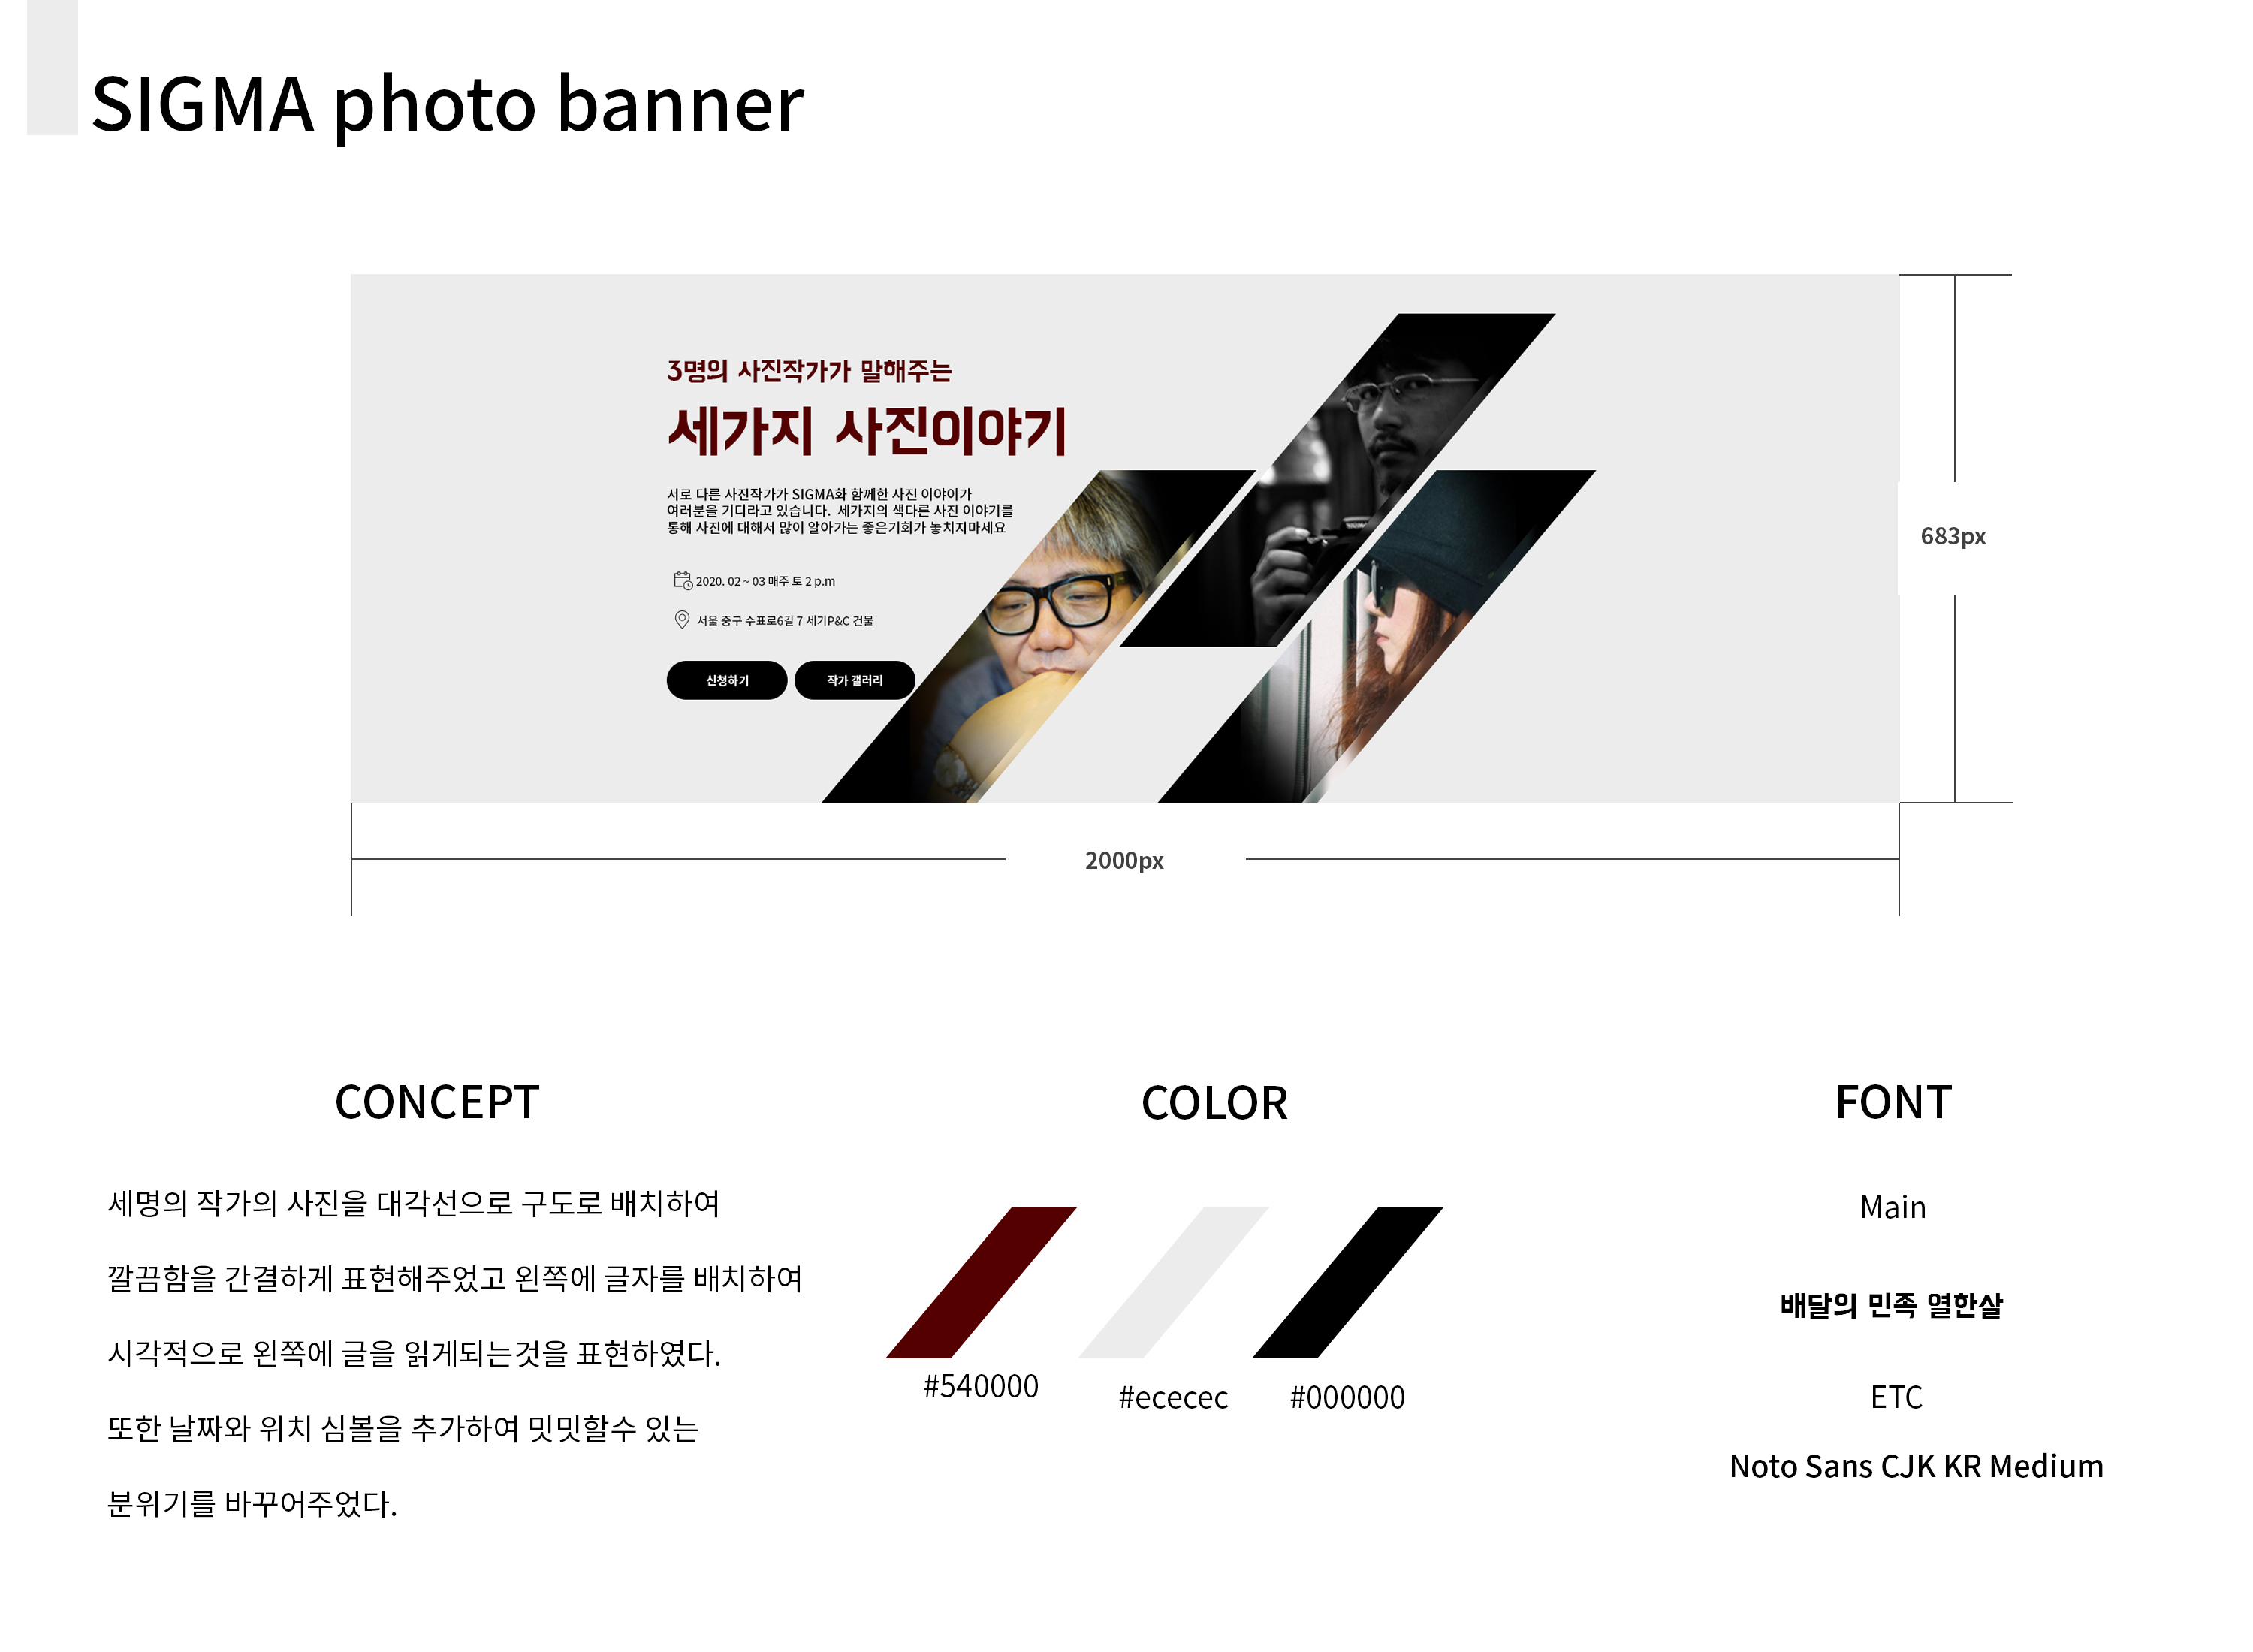 SIGMA photo banner
3명의 사진작가가 말해주는
세가지 사진이야기
서로 다른 사진작가가 SIGMA와 함께한 사진 이야이가
여러분을 기디라고 있습니다. 세가지의 색다른 사진 이야기를
통해 사진에 대해서 많이 알아가는 좋은기회가 놓치지마세요
2020. 02 ~ 03 매주 토 2 p.m
서울 중구 수표로6길 7 세기P&C 건물
신청하기
작가 갤러리
683px
2000px
CONCEPT
세명의 작가의 사진을 대각선으로 구도로 배치하여
깔끔함을 간결하게 표현해주었고 왼쪽에 글자를 배치하여
시각적으로 왼쪽에 글을 읽게되는것을 표현하였다.
또한 날짜와 위치 심볼을 추가하여 밋밋할수 있는
분위기를 바꾸어주었다.
COLOR
#540000
#ececec
#000000
FONT
Main
배달의 민족 열한살
ETC
Noto Sans CJK KR Medium